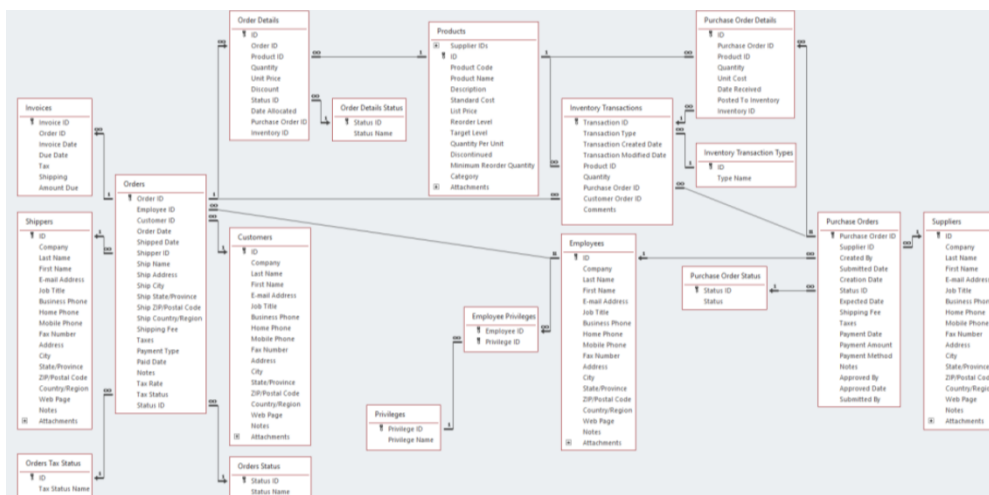 Order Details
ID
Order ID
Product ID
Quantity
Unit Price
Discount
Status ID
Date Allocated
Purchase Order ID
Inventory ID
Products
Supplier IDs
ID
Product Code
Product Name
Description
Standard Cost
List Price
Reorder Level
Target Level
Quantity Per Unit
Discontinued
Minimum Reorder Quantity
Category
Attachments
Purchase Order Details
ID
Purchase Order ID
Product ID
Quantity
Unit Cost
Date Received
Posted To Inventory
Inventory ID
Invoices
Invoice ID
Order ID
Invoice Date
Due Date
Tax
Shipping
Amount Due
Order Details Status
Status ID
Status Name
Inventory Transactions
Transaction ID
Transaction Type
Transaction Created Date
Transaction Modified Date
Product ID
Quantity
Purchase Order ID
Customer Order ID
Comments
Inventory Transaction Types
ID
Type Name
Orders
Order ID
Employee ID
Customer ID
Order Date
Shipped Date
Shipper ID
Ship Name
Ship Address
Ship City
Ship State/Province
Ship ZIP/Postal Code
Ship Country/Region
Shipping Fee
Taxes
Payment Type
Paid Date
Notes
Tax Rate
Tax Status
Status ID
Shippers
ID
Company
Last Name
First Name
E-mail Address
Job Title
Business Phone
Home Phone
Mobile Phone
Fax Number
Address
City
State/Province
ZIP/Postal Code
Country/Region
Web Page
Notes
Attachments
Customers
ID
Company
Last Name
First Name
E-mail Address
Job Title
Business Phone
Home Phone
Mobile Phone
Fax Number
Address
City
State/Province
ZIP/Postal Code
Country/Region
Web Page
Notes
Attachments
Employees
ID
Company
Last Name
First Name
E-mail Address
Job Title
Business Phone
Home Phone
Mobile Phone
Fax Number
Address
City
State/Province
ZIP/Postal Code
Country/Region
Web Page
Notes
Attachments
Purchase Orders
Purchase Order ID
Supplier ID
Created By
Submitted Date
Creation Date
Status ID
Expected Date
Shipping Fee
Taxes
Payment Date
Payment Amount
Payment Method
Notes
Approved By
Approved Date
Submitted By
Suppliers
ID
Company
Last Name
First Name
E-mail Address
Job Title
Business Phon
Home Phone
Mobile Phone
Fax Number
Address
City
State/Province
ZIP/Postal Cod
Country/Regio
Web Page
Notes
Attachments
Purchase Order Status
Status ID
Status
Employee Privileges
Employee ID
Privilege ID
Privileges
Privilege ID
Privilege Name
Orders Tax Status
ID
Tax Status Name
Orders Status
Status ID
Status Name